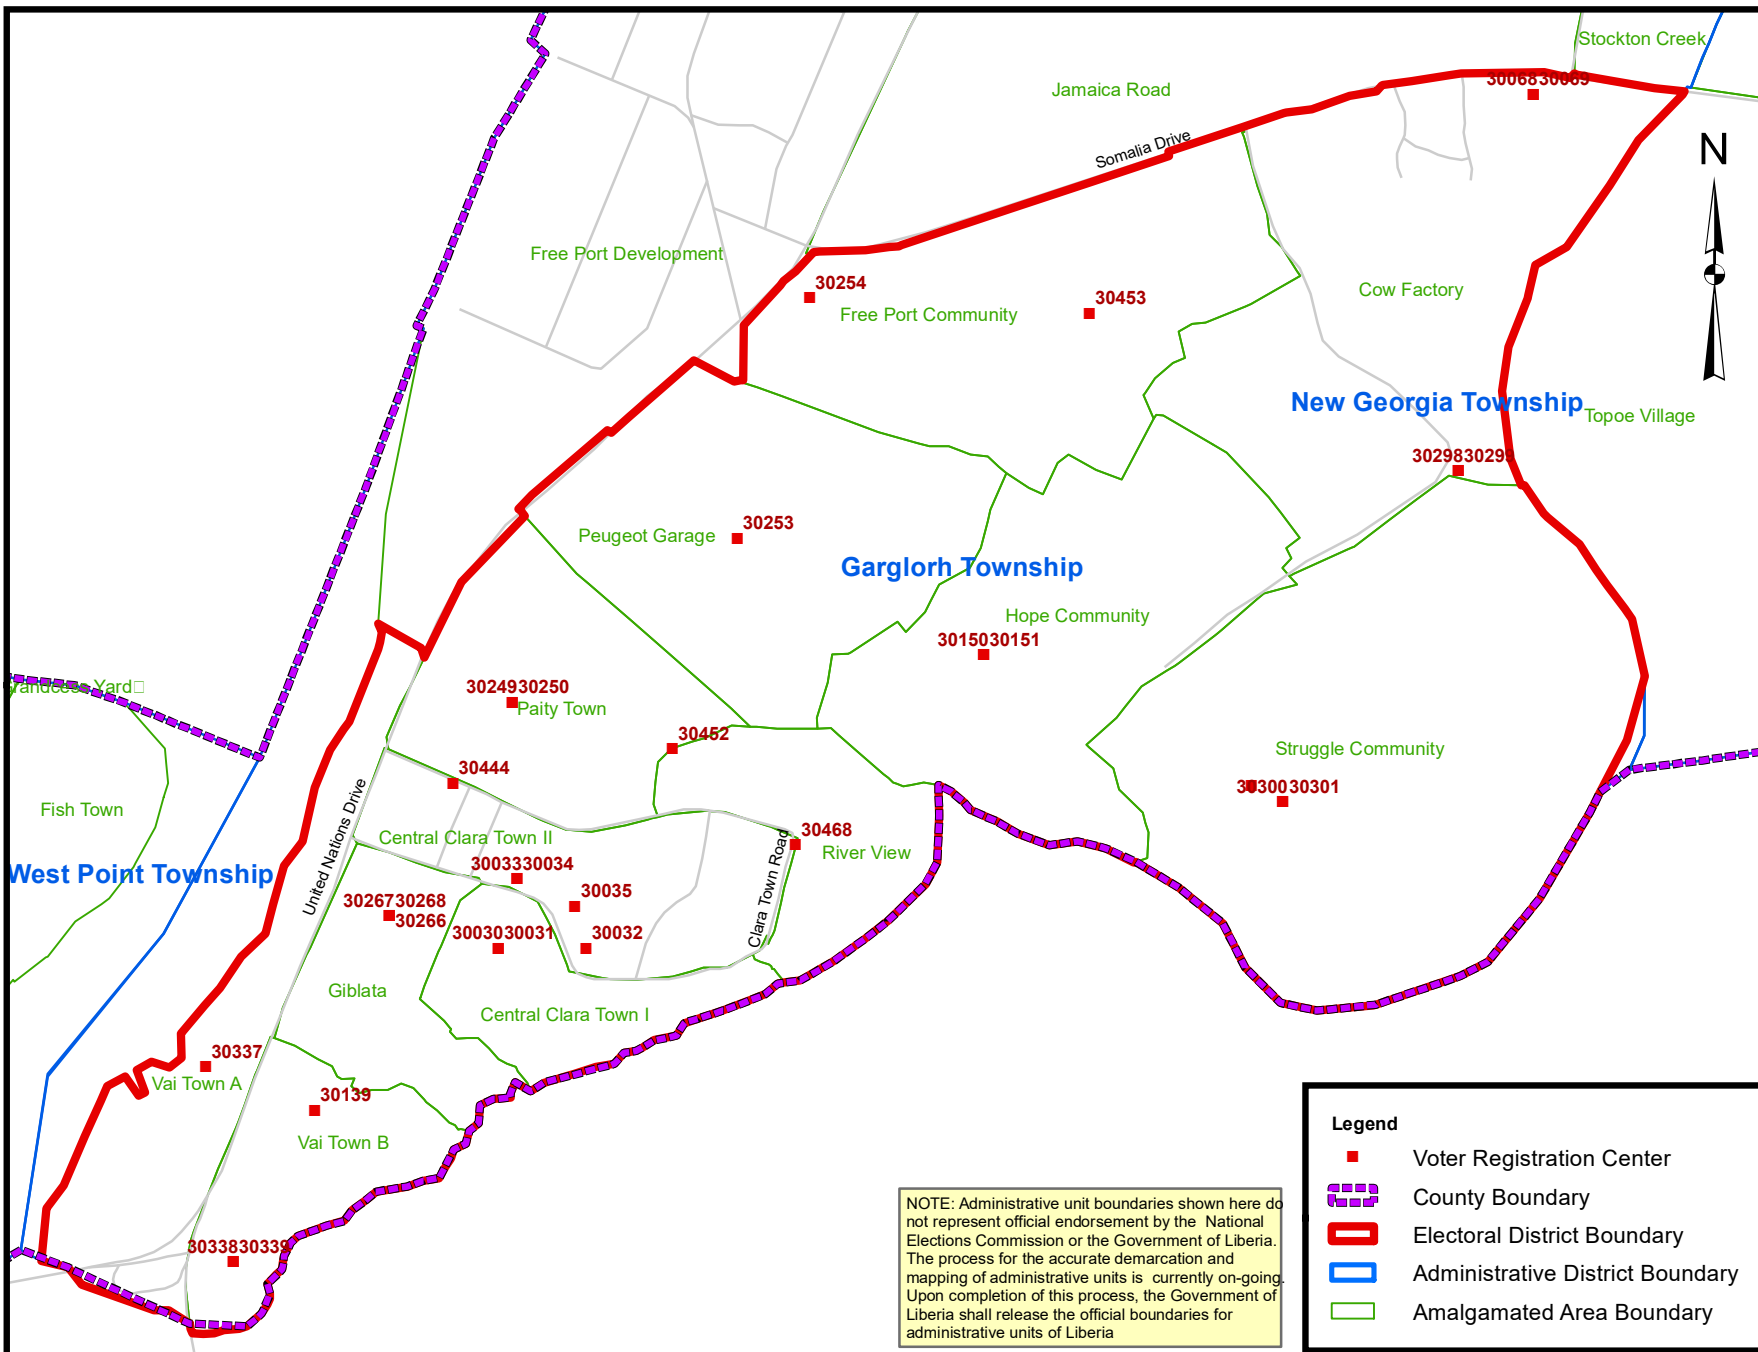 Stockton Creek
3006830069
Jamaica Road
Somalia Drive
N
Free Port Development
30254
30453
Free Port Community
Cow Factory
New Georgia Township
Topoe Village
3029830299
30253
Peugeot Garage
Garglorh Township
Hope Community
3015030151
3024930250
Paity Town
30452
Struggle Community
30444
3030030301
Fish Town
United Nations Drive
Central Clara Town II
30468
River View
Clara Town Road
West Point Township
3003330034
30035
3026730268
30266
3003030031
30032
Giblata
Central Clara Town I
30337
Vai Town A
30139
Vai Town B
3033830339
NOTE: Administrative unit boundaries shown here do
not represent official endorsement by the National
Elections Commission or the Government of Liberia.
The process for the accurate demarcation and
mapping of administrative units is currently on-going.
Upon completion of this process, the Government of
Liberia shall release the official boundaries for
administrative units of Liberia
Legend
Voter Registration Center
County Boundary
Electoral District Boundary
Administrative District Boundary
Amalgamated Area Boundary